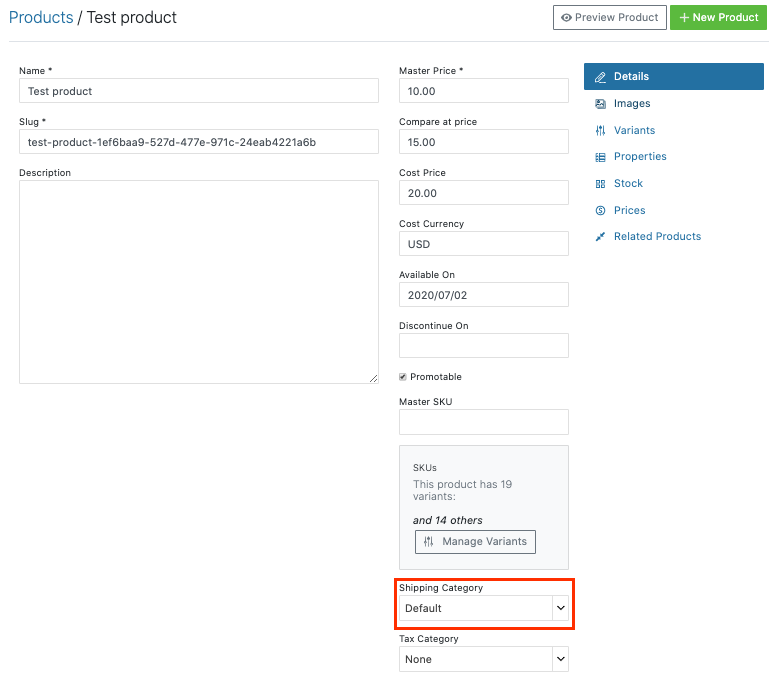 Products / Test product
Preview Product
New Product
Name *
Test product
Slug *
test-product-1ef6baa9-527d-477e-971c-24eab4221a6b
Description
Master Price *
10.00
Compare at price
15.00
Cost Price
20.00
Cost Currency
USD
Available On
2020/07/02
Discontinue On
Promotable
Master SKU
SKUs
This product has 19
variants:
and 14 others
Manage Variants
Shipping Category
Default
Tax Category
None
Details
Images
Variants
Properties
Stock
Prices
Related Products